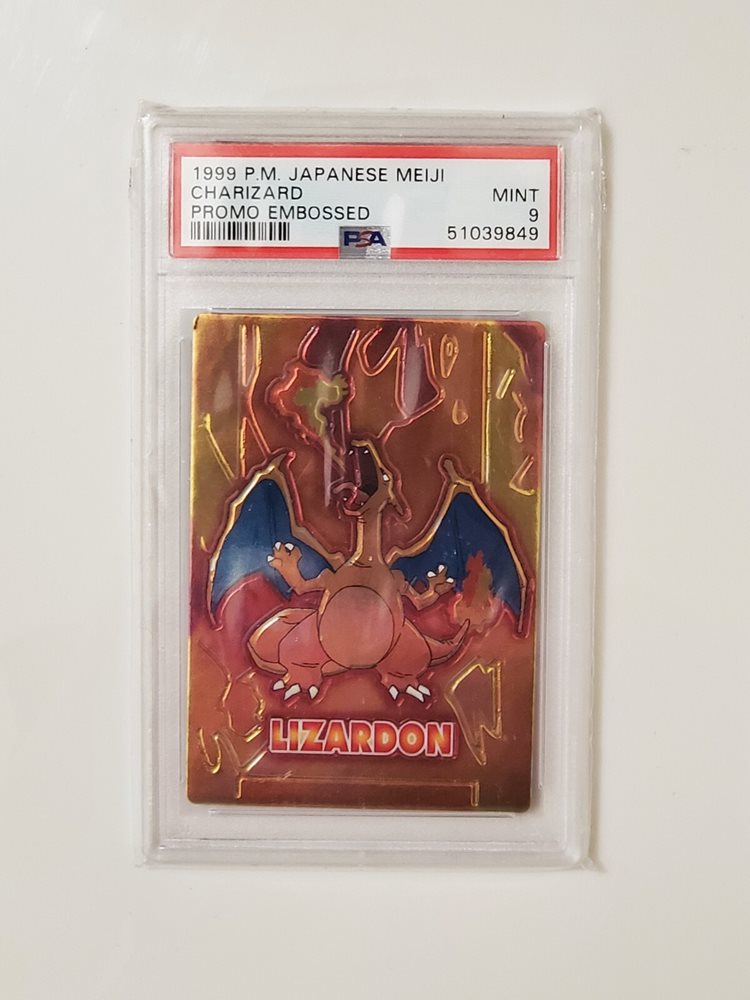 1999 P.M. JAPANESE MEIJI
CHARIZARD MINT
PROMO EMBOSSED 9
PSA 51039849
LIZARDON